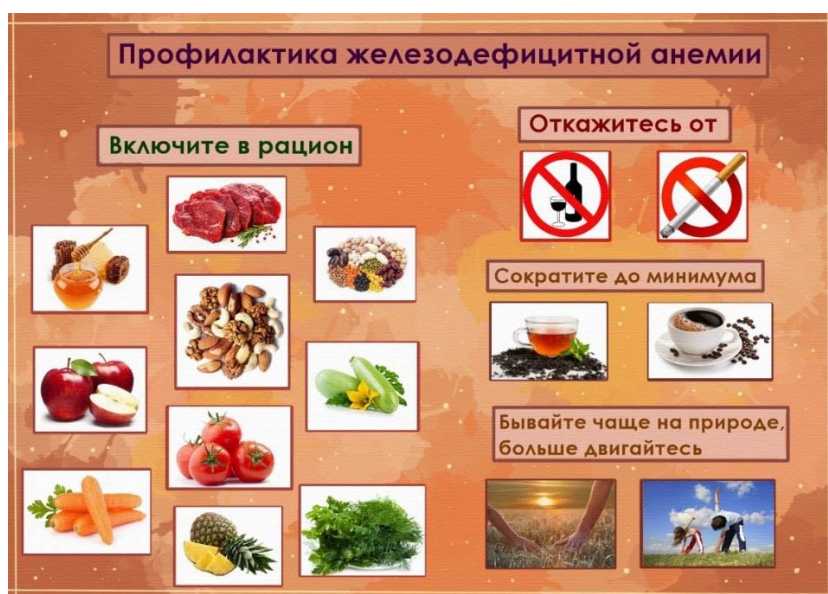 Профилактика железодефицитной анемии
Включите в рацион
Откажитесь от
Сократите до минимума
Бывайте чаще на природе,
больше двигайтесь